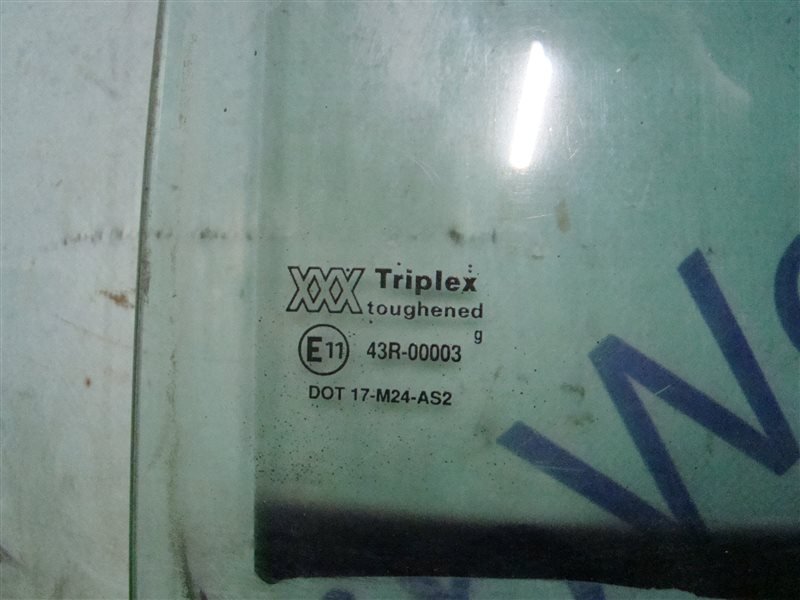 XXX Triplex
toughened
g
E11 43R-00003
DOT 17-M24-AS2